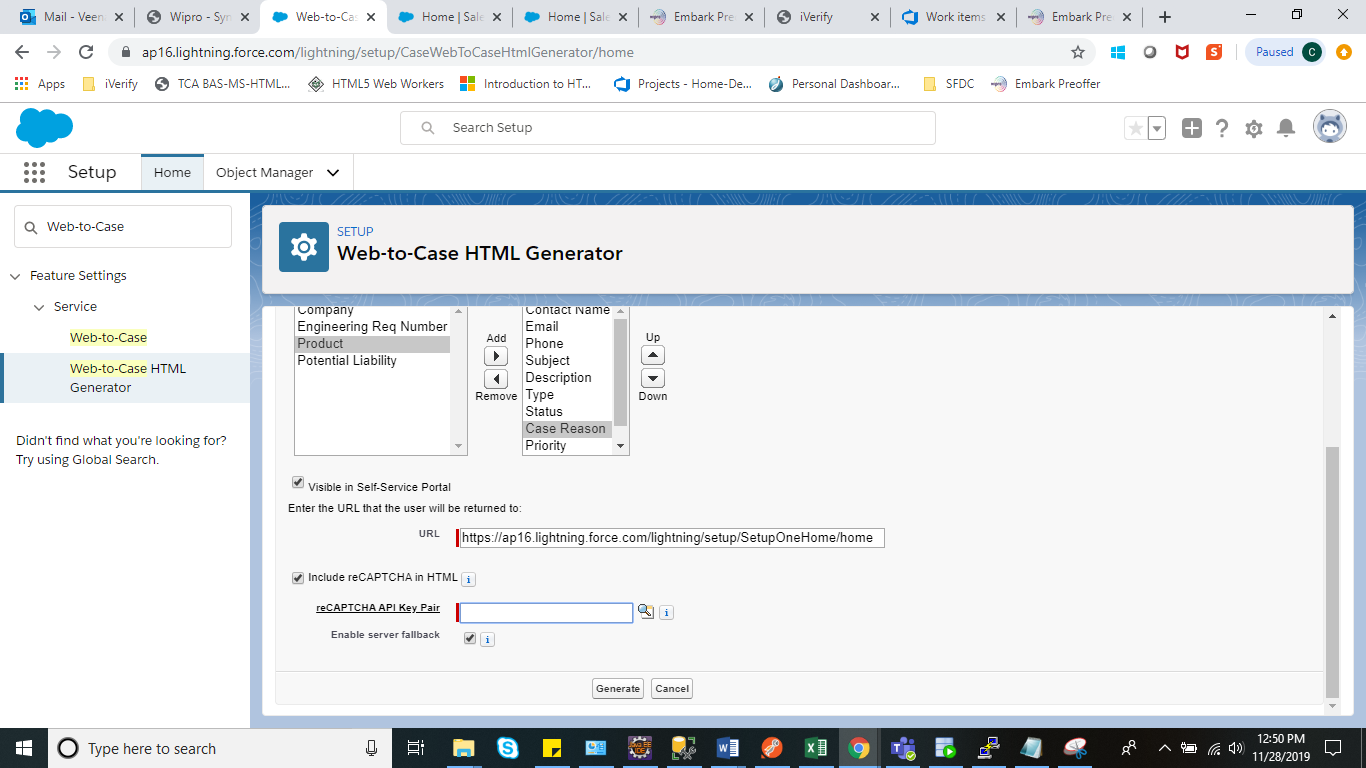 Mail - Veen
Wipro - Syn
Web-to-Cas
Home | Sale
Home | Sale
Embark Pre
iVerify
Work items
Embark Pre
ap16.lightning.force.com/lightning/setup/CaseWebToCaseHtmlGenerator/home
Paused
C
Apps
iVerify
TCA BAS-MS-HTML...
HTML5 Web Workers
Introduction to HT...
Projects - Home-De...
Personal Dashboar...
SFDC
Embark Preoffer
Search Setup
Setup
Home
Object Manager
Web-to-Case
Feature Settings
Service
Web-to-Case
Web-to-Case HTML
Generator
Didn't find what you're looking for?
Try using Global Search.
SETUP
Web-to-Case HTML Generator
Company
Engineering Req Number
Product
Potential Liability
Add
Remove
Contact Name
Email
Phone
Subject
Description
Type
Status
Case Reason
Priority
Up
Down
Visible in Self-Service Portal
Enter the URL that the user will be returned to:
URL
https://ap16.lightning.force.com/lightning/setup/SetupOneHome/home
Include reCAPTCHA in HTML
reCAPTCHA API Key Pair
Enable server fallback
Generate
Cancel
Type here to search
12:50 PM
11/28/2019